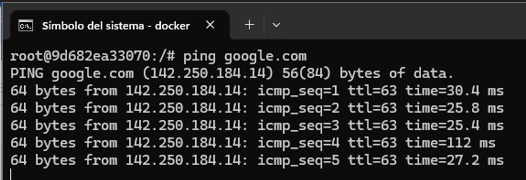 Símbolo del sistema - docker
root@9d682ea33070:/# ping google.com
PING google.com (142.250.184.14) 56(84) bytes of data.
64 bytes from 142.250.184.14: icmp_seq=1 ttl=63 time=30.4 ms
64 bytes from 142.250.184.14: icmp_seq=2 ttl=63 time=25.8 ms
64 bytes from 142.250.184.14: icmp_seq=3 ttl=63 time=25.4 ms
64 bytes from 142.250.184.14: icmp_seq=4 ttl=63 time=112 ms
64 bytes from 142.250.184.14: icmp_seq=5 ttl=63 time=27.2 ms